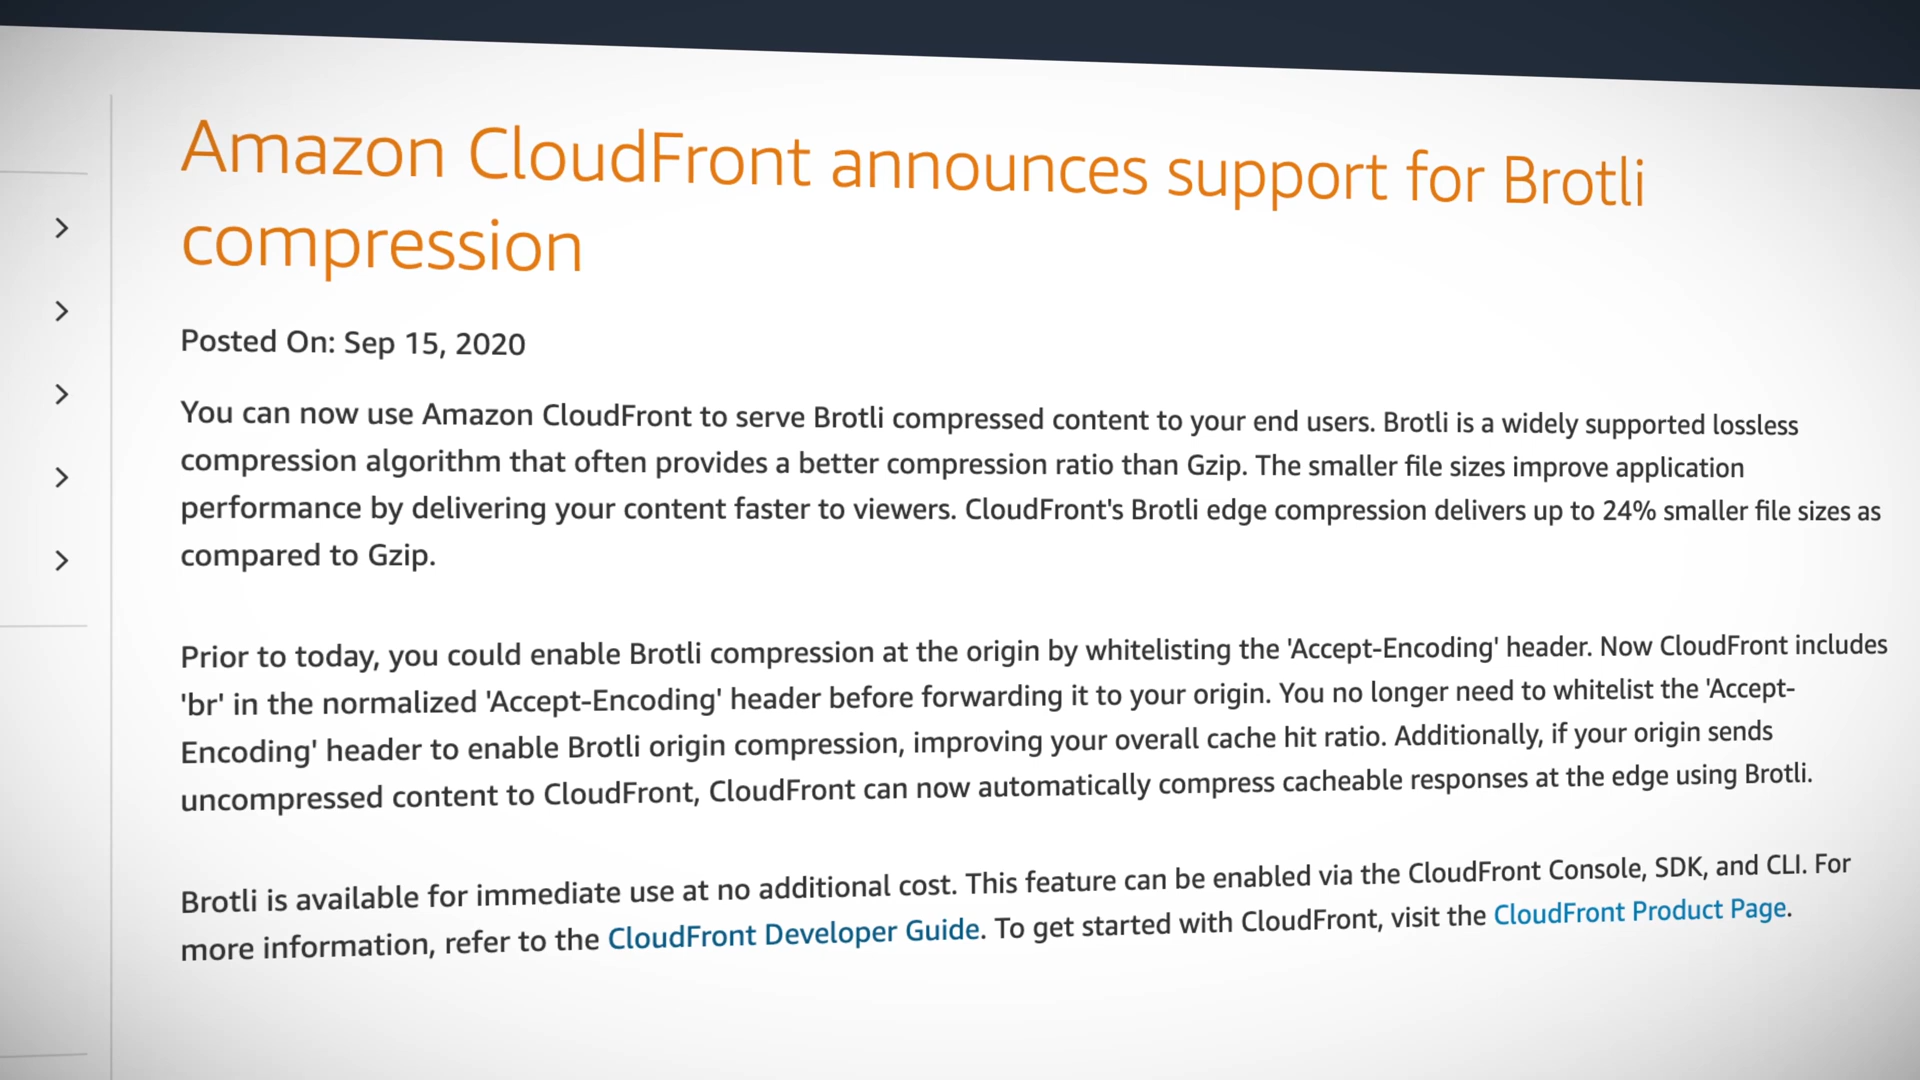 Amazon CloudFront announces support for Brotli
compression
Posted On: Sep 15, 2020
You can now use Amazon CloudFront to serve Brotli compressed content to your end users. Brotli is a widely supported lossless
compression algorithm that often provides a better compression ratio than Gzip. The smaller file sizes improve application
performance by delivering your content faster to viewers. CloudFront's Brotli edge compression delivers up to 24% smaller file sizes as
compared to Gzip.
Prior to today, you could enable Brotli compression at the origin by whitelisting the 'Accept-Encoding' header. Now CloudFront includes
'br' in the normalized 'Accept-Encoding' header before forwarding it to your origin. You no longer need to whitelist the 'Accept-
Encoding' header to enable Brotli origin compression, improving your overall cache hit ratio. Additionally, if your origin sends
uncompressed content to CloudFront, CloudFront can now automatically compress cacheable responses at the edge using Brotli.
Brotli is available for immediate use at no additional cost. This feature can be enabled via the CloudFront Console, SDK, and CLI. For
more information, refer to the CloudFront Developer Guide. To get started with CloudFront, visit the CloudFront Product Page.